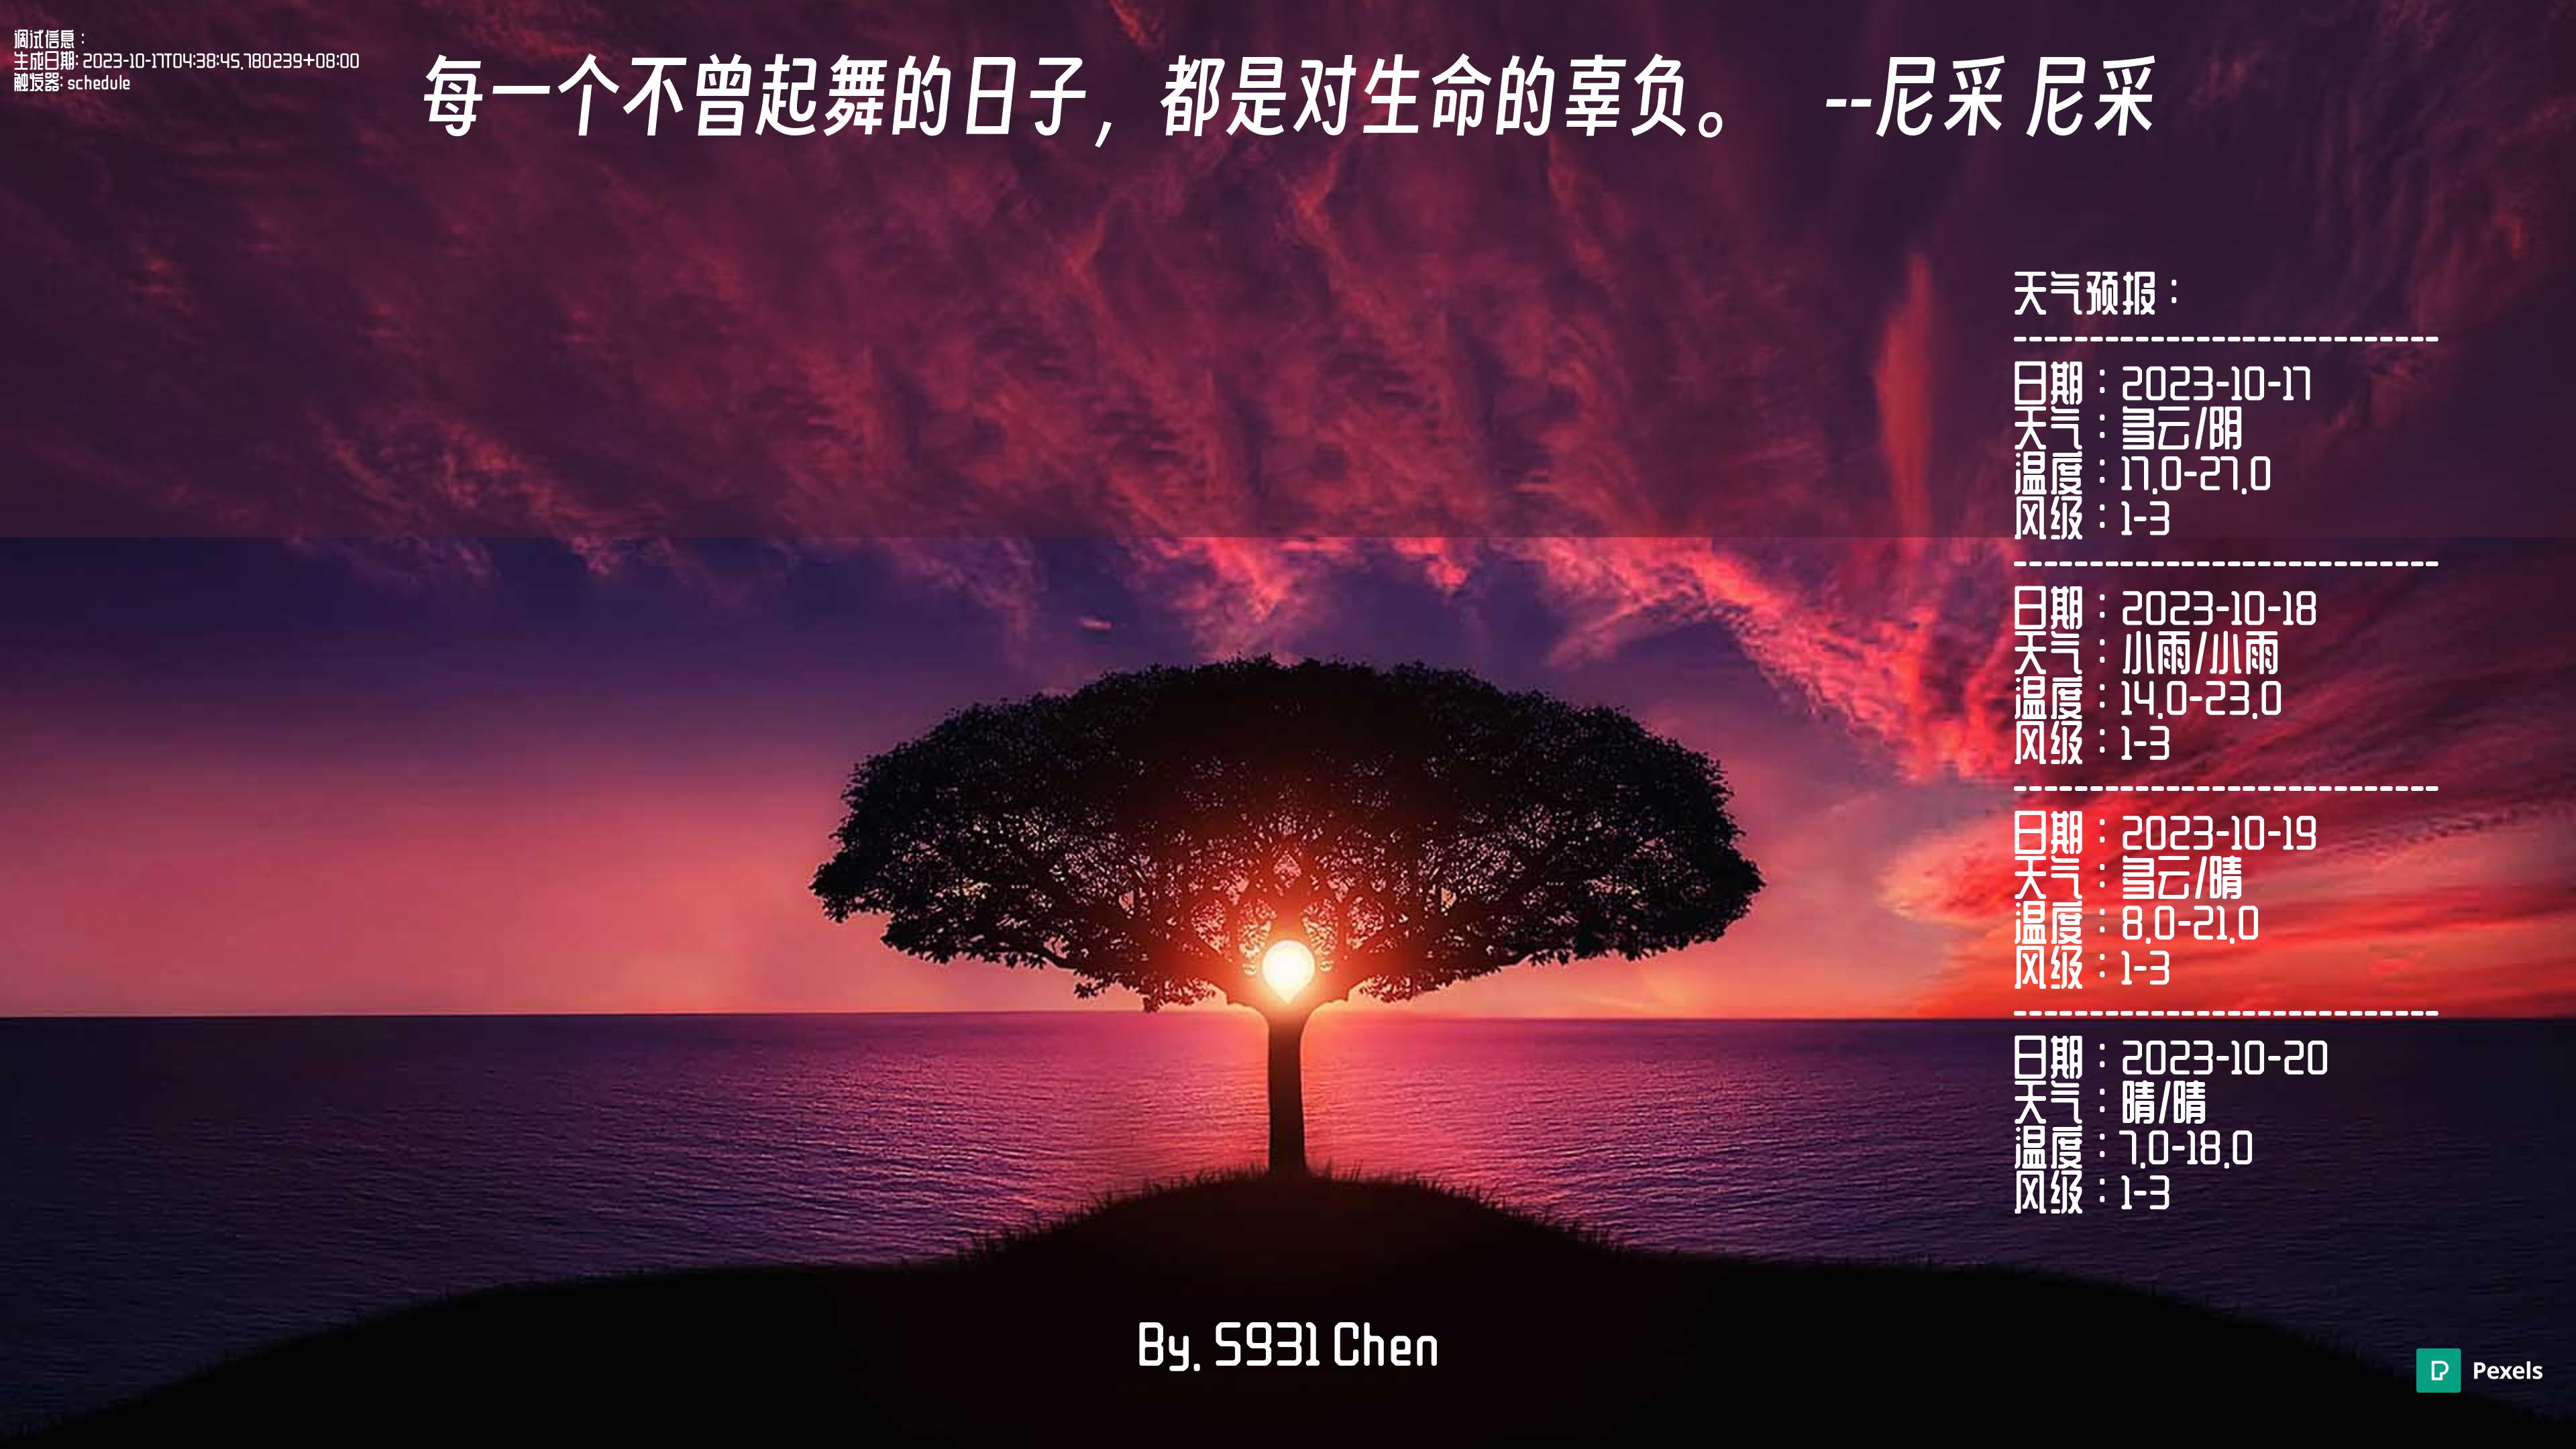 调试信息：
生成日期: 2023-10-17T04:38:45.780239+08:00
触发器: schedule
每一个不曾起舞的日子，都是对生命的辜负。 --尼采 尼采
天气预报：
----------------------------
日期：2023-10-17
天气：多云/阴
温度：17.0-27.0
风级：1-3
----------------------------
日期：2023-10-18
天气：小雨/小雨
温度：14.0-23.0
风级：1-3
----------------------------
日期：2023-10-19
天气：多云/晴
温度：8.0-21.0
风级：1-3
----------------------------
日期：2023-10-20
天气：晴/晴
温度：7.0-18.0
风级：1-3
By. S931 Chen
Pexels